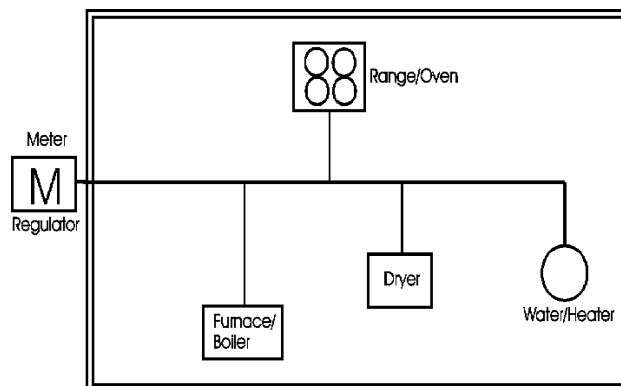 Range/Oven
Meter
M
Regulator
Dryer
Furnace/
Boiler
Water/Heater